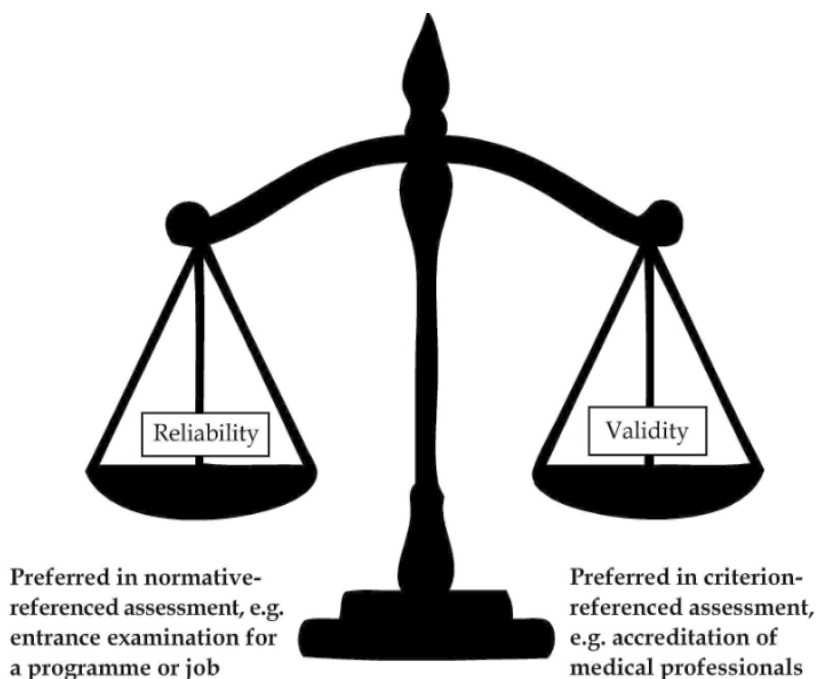 Reliability
Validity
Preferred in normative-
referenced assessment, e.g.
entrance examination for
a programme or job
Preferred in criterion-
referenced assessment,
e.g. accreditation of
medical professionals